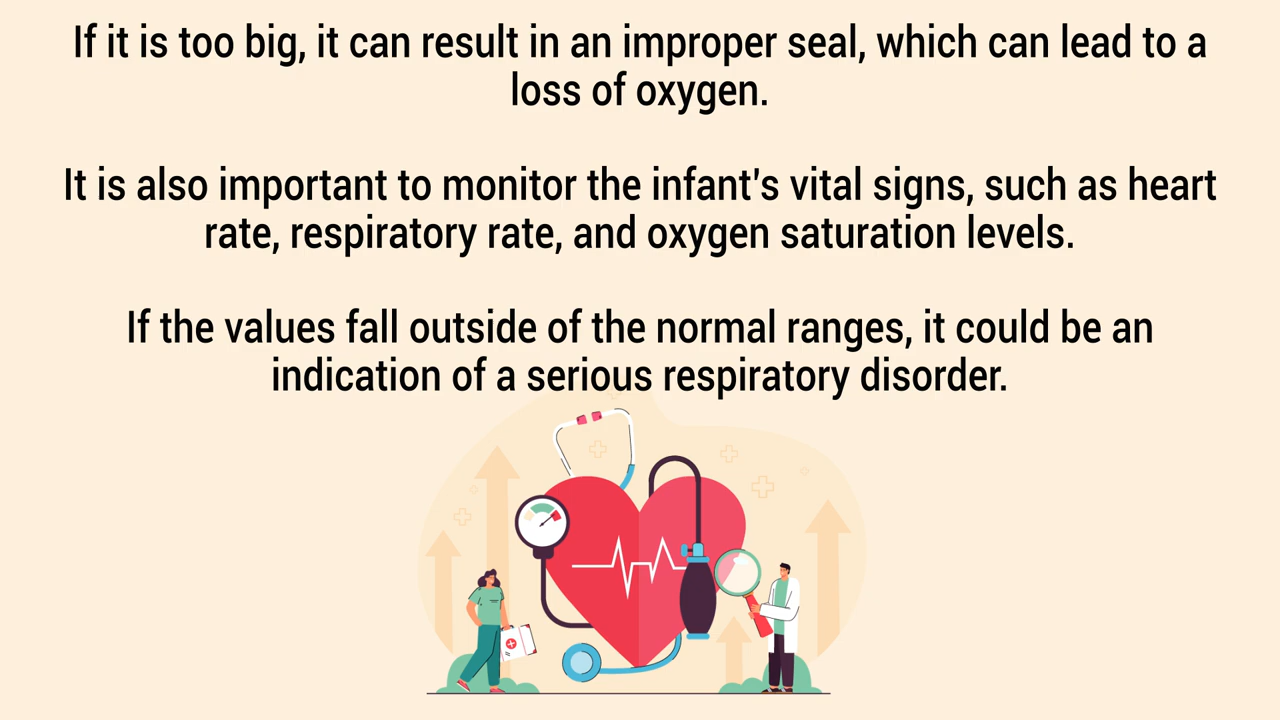 If it is too big, it can result in an improper seal, which can lead to a
loss of oxygen.
It is also important to monitor the infant's vital signs, such as heart
rate, respiratory rate, and oxygen saturation levels.
If the values fall outside of the normal ranges, it could be an
indication of a serious respiratory disorder.